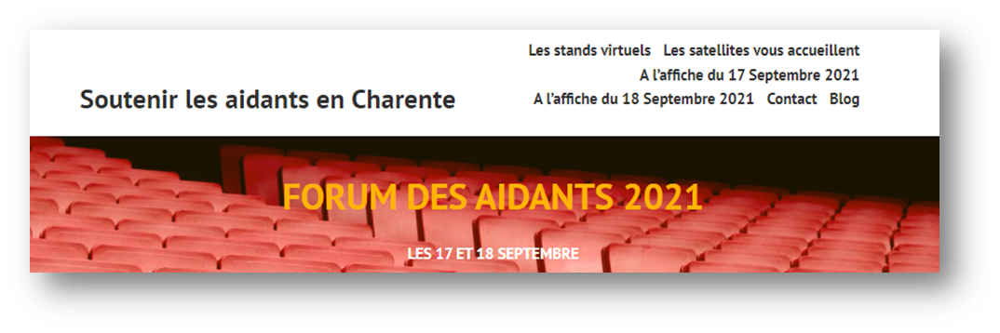 Les stands virtuels Les satellites vous accueillent
A l'affiche du 17 Septembre 2021
A l'affiche du 18 Septembre 2021 Contact Blog
Soutenir les aidants en Charente
FORUM DES AIDANTS 2021
LES 17 ET 18 SEPTEMBRE